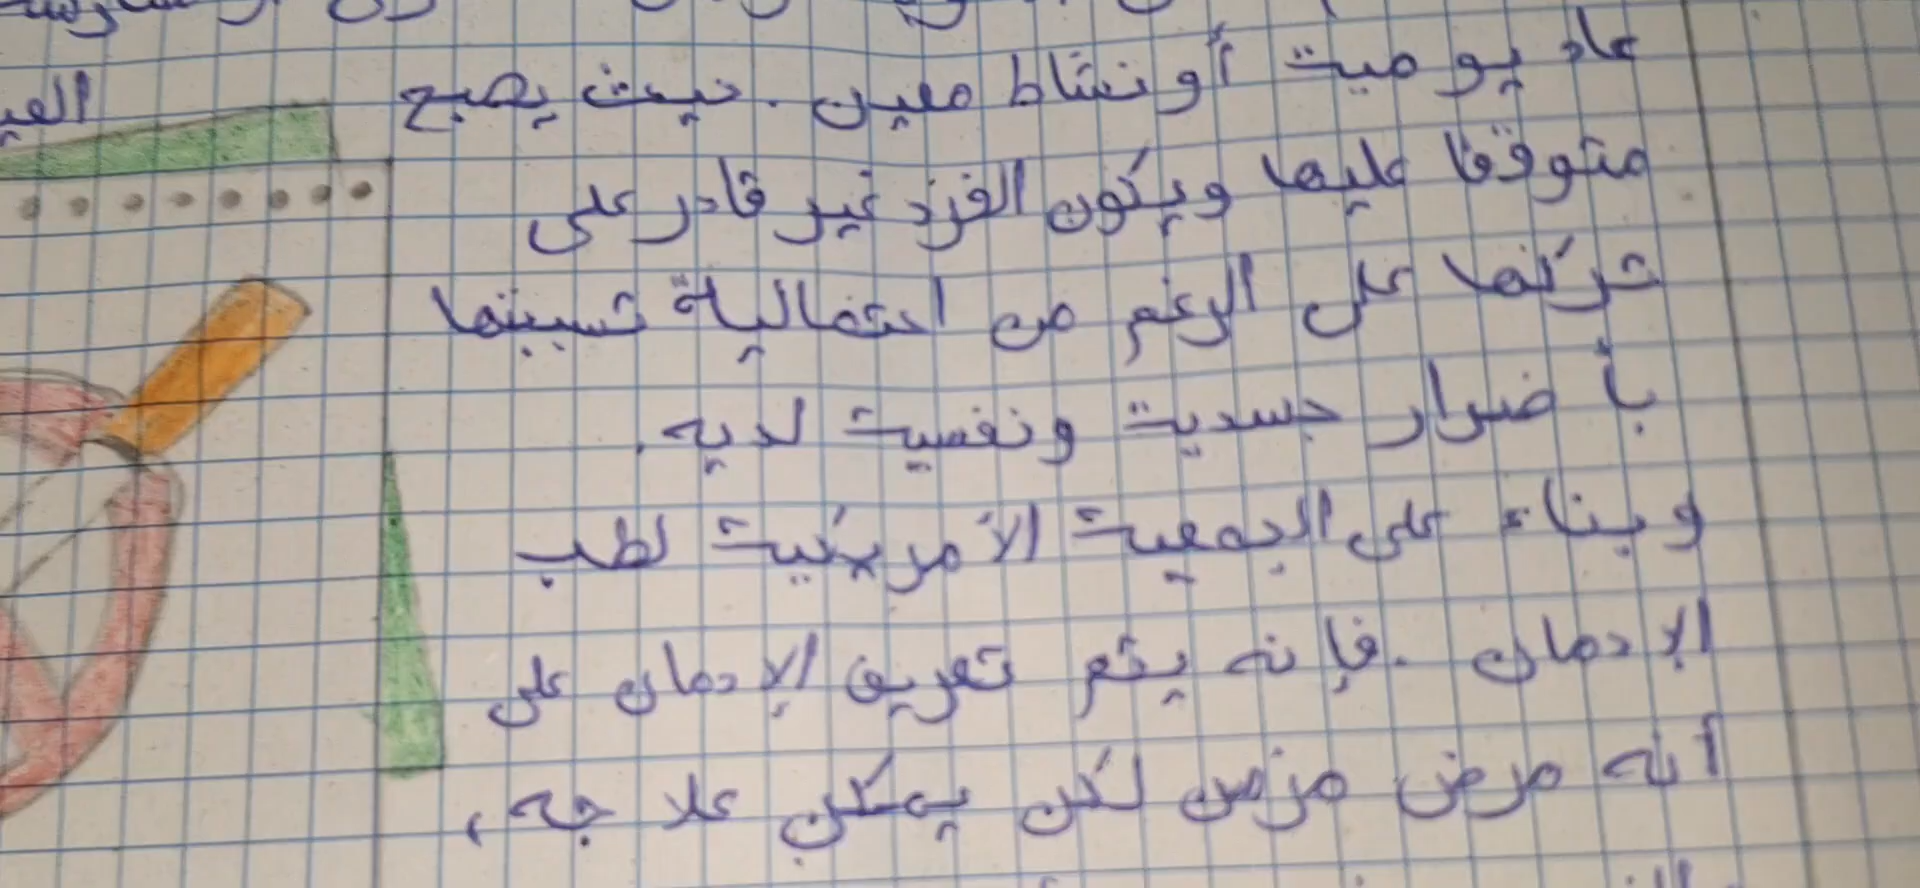 عاد يومية أو نشاط معين . حيث يصبح
متوقفا عليها ويكون الفرد غير قادر على
تركها على الرغم من احتمالية تسببها
بأضرار جسدية ونفسية لديه .
وبناء على الجمعية الأمريكية لطب
الإدمان . فإنه يتم تعريف الإدمان على
أنه مرض مزمن لكن يمكن علاجه ،